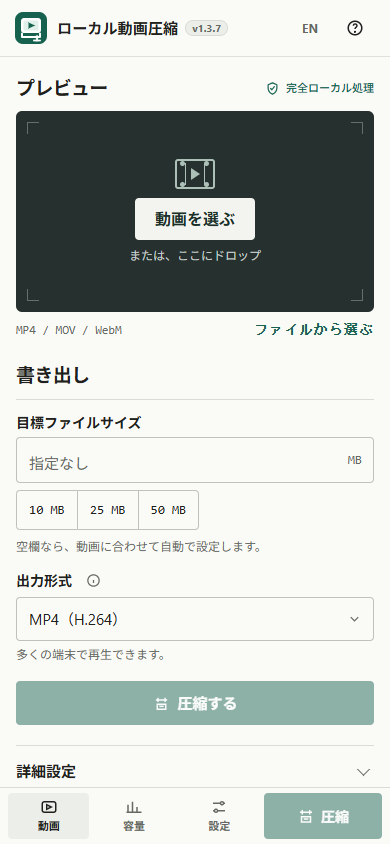 ローカル動画圧縮 v1.3.7 EN
プレビュー 完全ローカル処理
動画を選ぶ
または、ここにドロップ
MP4 / MOV / WebM ファイルから選ぶ
書き出し
目標ファイルサイズ
指定なし MB
10 MB 25 MB 50 MB
空欄なら、動画に合わせて自動で設定します。
出力形式
MP4（H.264）
多くの端末で再生できます。
圧縮する
詳細設定
動画 容量 設定 圧縮